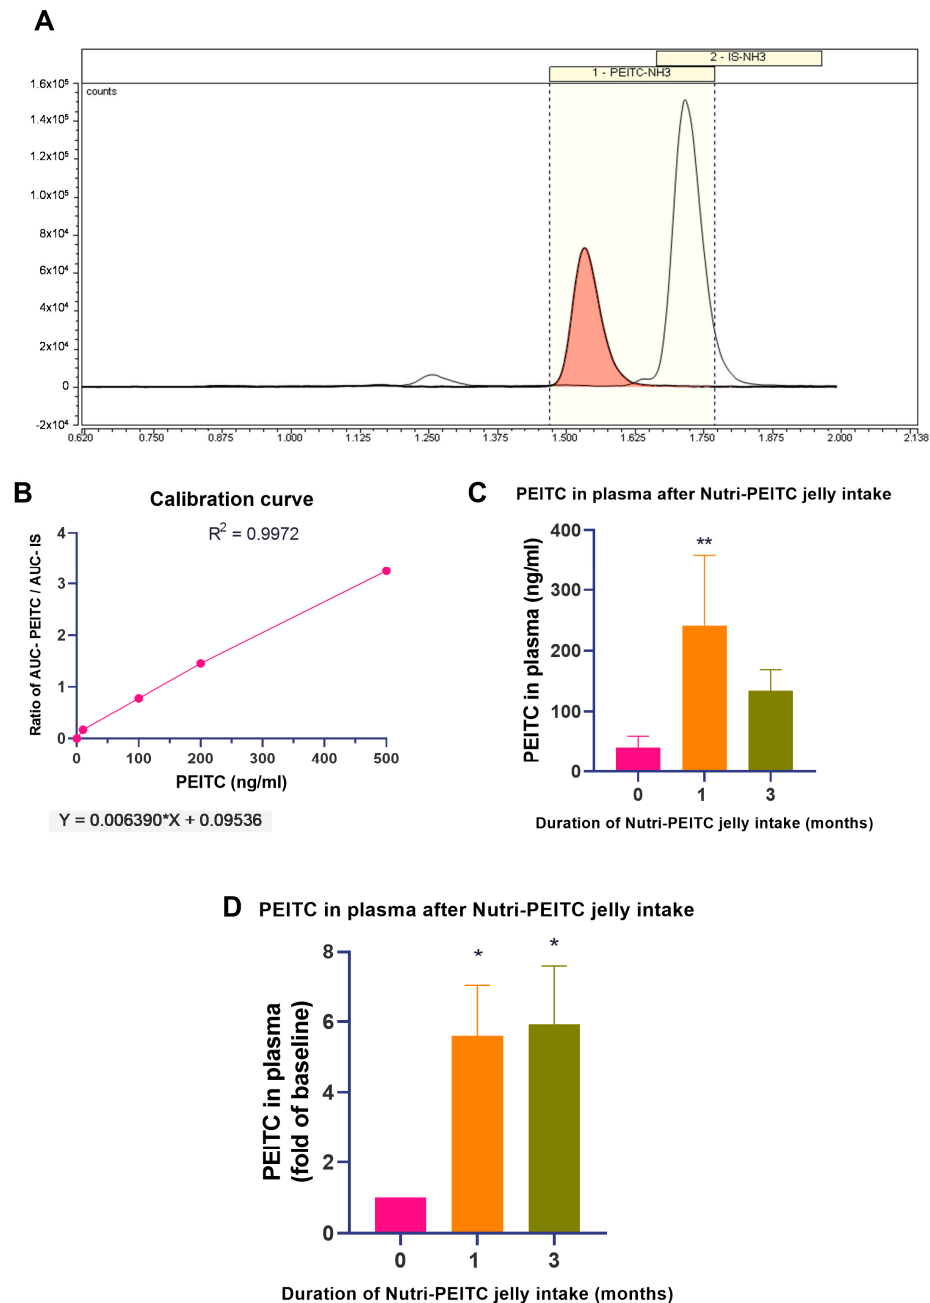 A
2 - IS-NH3
1 - PEITC-NH3
counts
1.6x10⁵
1.4x10⁵
1.2x10⁵
1.0x10⁵
8x10⁴
6x10⁴
4x10⁴
2x10⁴
0
-2x10⁴
0.620 0.750 0.875 1.000 1.125 1.250 1.375 1.500 1.625 1.750 1.875 2.000 2.138
B
Calibration curve
R² = 0.9972
Ratio of AUC- PEITC / AUC- IS
4
3
2
1
0
0 100 200 300 400 500
PEITC (ng/ml)
Y = 0.006390*X + 0.09536
C
PEITC in plasma after Nutri-PEITC jelly intake
PEITC in plasma (ng/ml)
400
300
200
100
0
**
0 1 3
Duration of Nutri-PEITC jelly intake (months)
D
PEITC in plasma after Nutri-PEITC jelly intake
PEITC in plasma
(fold of baseline)
8
6
4
2
0
* *
0 1 3
Duration of Nutri-PEITC jelly intake (months)